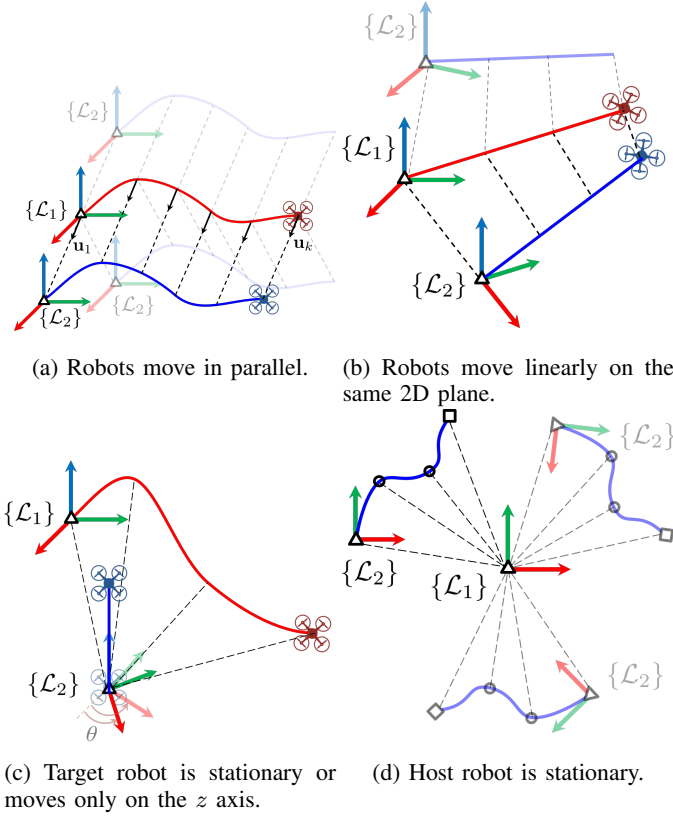 {L₂}
{L₁}
u₁
uₖ
{L₂}
{L₂}
(a) Robots move in parallel.
{L₂}
{L₁}
{L₂}
(b) Robots move linearly on the
same 2D plane.
{L₁}
{L₂}
θ
(c) Target robot is stationary or
moves only on the z axis.
{L₂}
{L₂}
{L₁}
{L₂}
(d) Host robot is stationary.